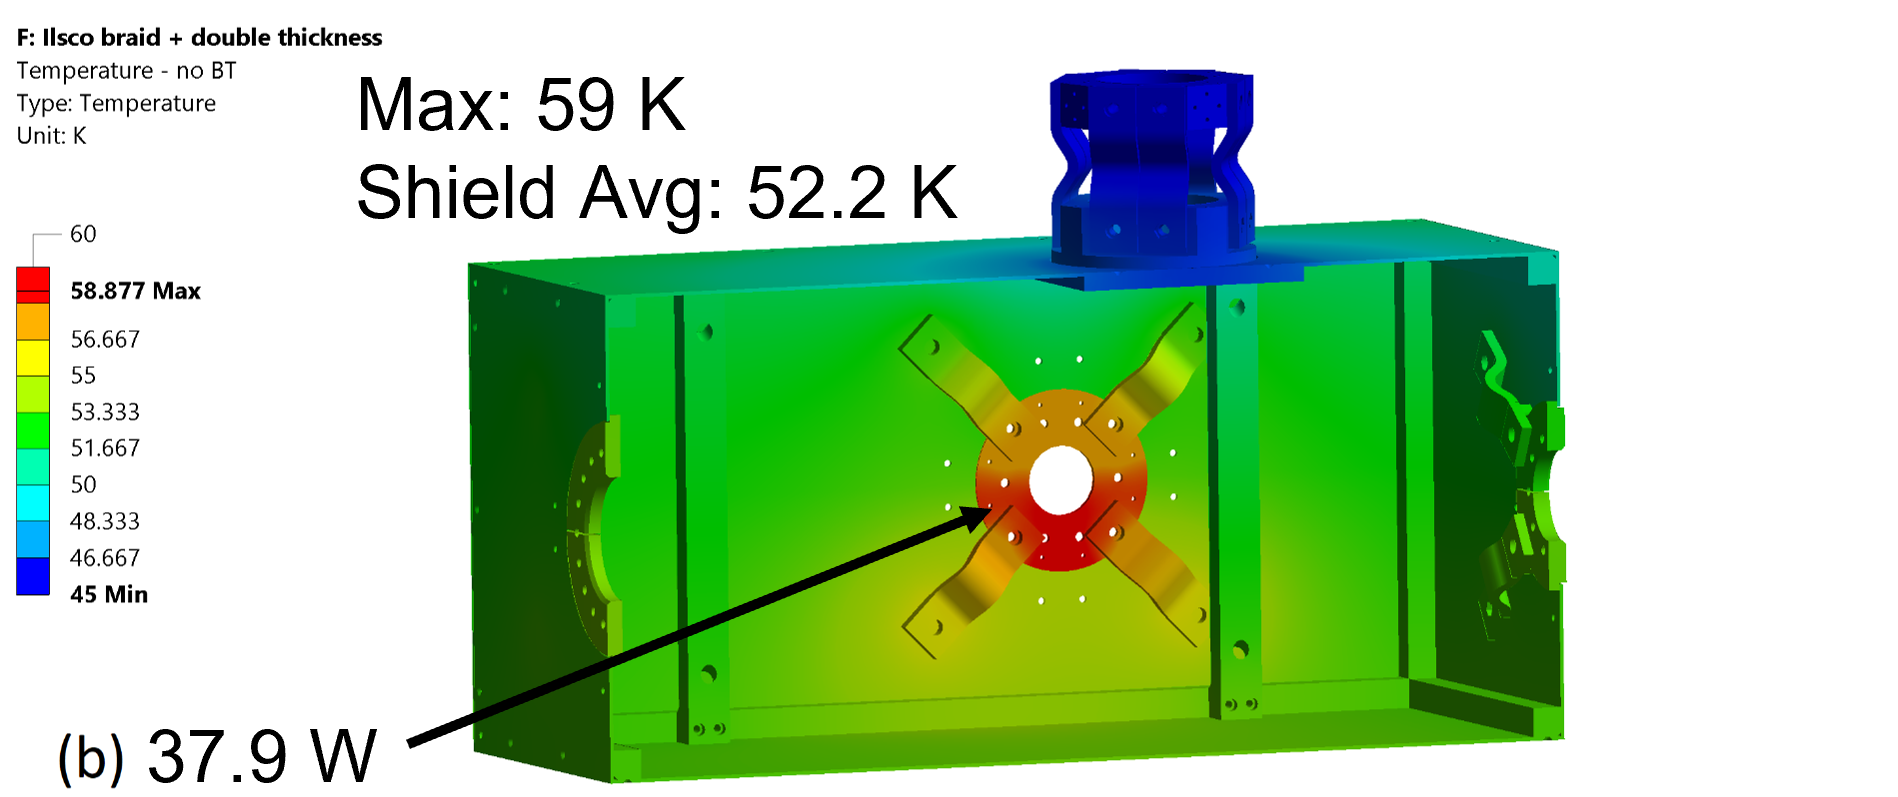 F: Ilsco braid + double thickness
Temperature - no BT
Type: Temperature
Unit: K
Max: 59 K
Shield Avg: 52.2 K
60
58.877 Max
56.667
55
53.333
51.667
50
48.333
46.667
45 Min
(b) 37.9 W